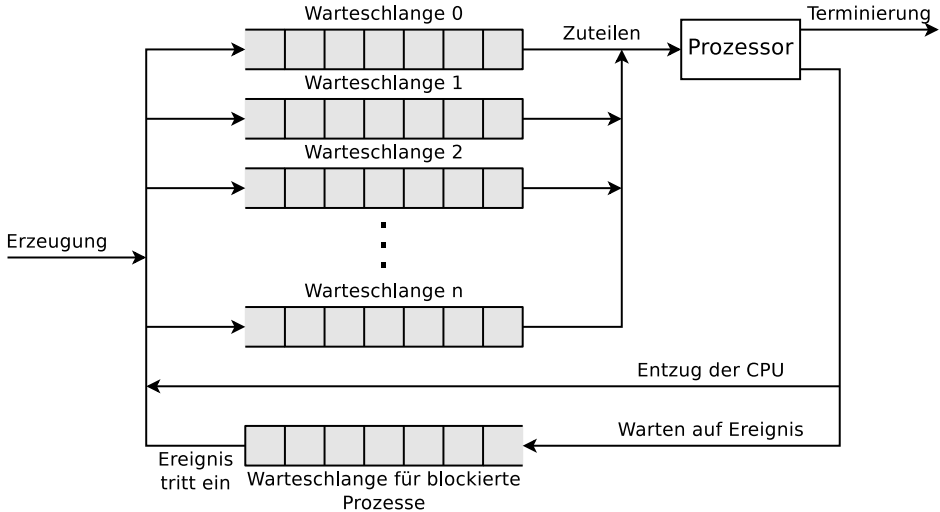 Warteschlange 0
Terminierung
Zuteilen
Prozessor
Warteschlange 1
Warteschlange 2
Erzeugung
Warteschlange n
Entzug der CPU
Warten auf Ereignis
Ereignis
tritt ein
Warteschlange für blockierte
Prozesse